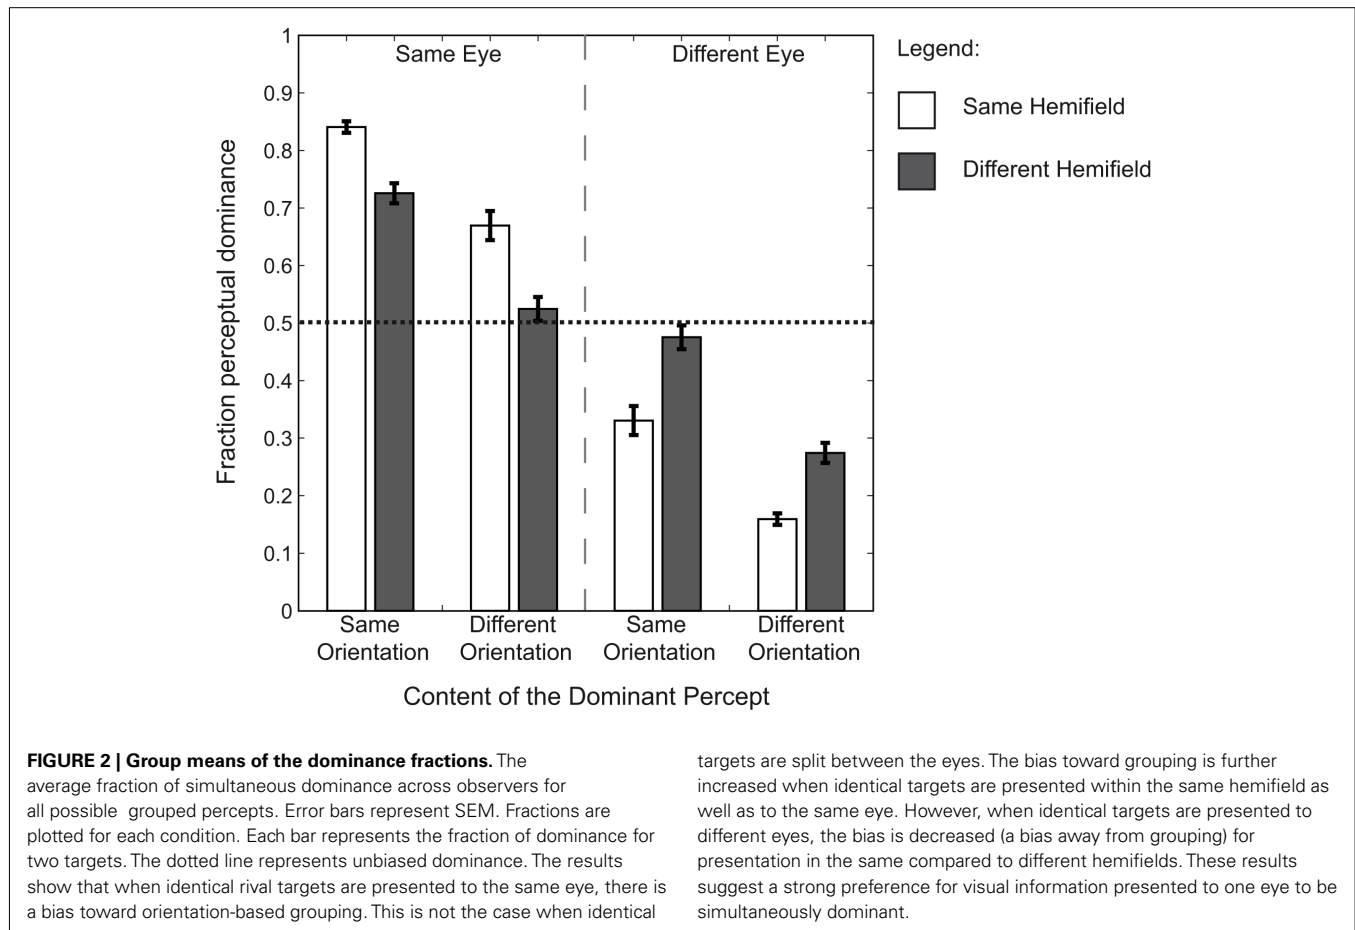 Same Eye
Different Eye
Legend:
Same Hemifield
Different Hemifield
Fraction perceptual dominance
1
0.9
0.8
0.7
0.6
0.5
0.4
0.3
0.2
0.1
0
Same
Orientation
Different
Orientation
Same
Orientation
Different
Orientation
Content of the Dominant Percept
FIGURE 2 | Group means of the dominance fractions. The
average fraction of simultaneous dominance across observers for
all possible grouped percepts. Error bars represent SEM. Fractions are
plotted for each condition. Each bar represents the fraction of dominance for
two targets. The dotted line represents unbiased dominance. The results
show that when identical rival targets are presented to the same eye, there is
a bias toward orientation-based grouping. This is not the case when identical
targets are split between the eyes. The bias toward grouping is further
increased when identical targets are presented within the same hemifield as
well as to the same eye. However, when identical targets are presented to
different eyes, the bias is decreased (a bias away from grouping) for
presentation in the same compared to different hemifields. These results
suggest a strong preference for visual information presented to one eye to be
simultaneously dominant.